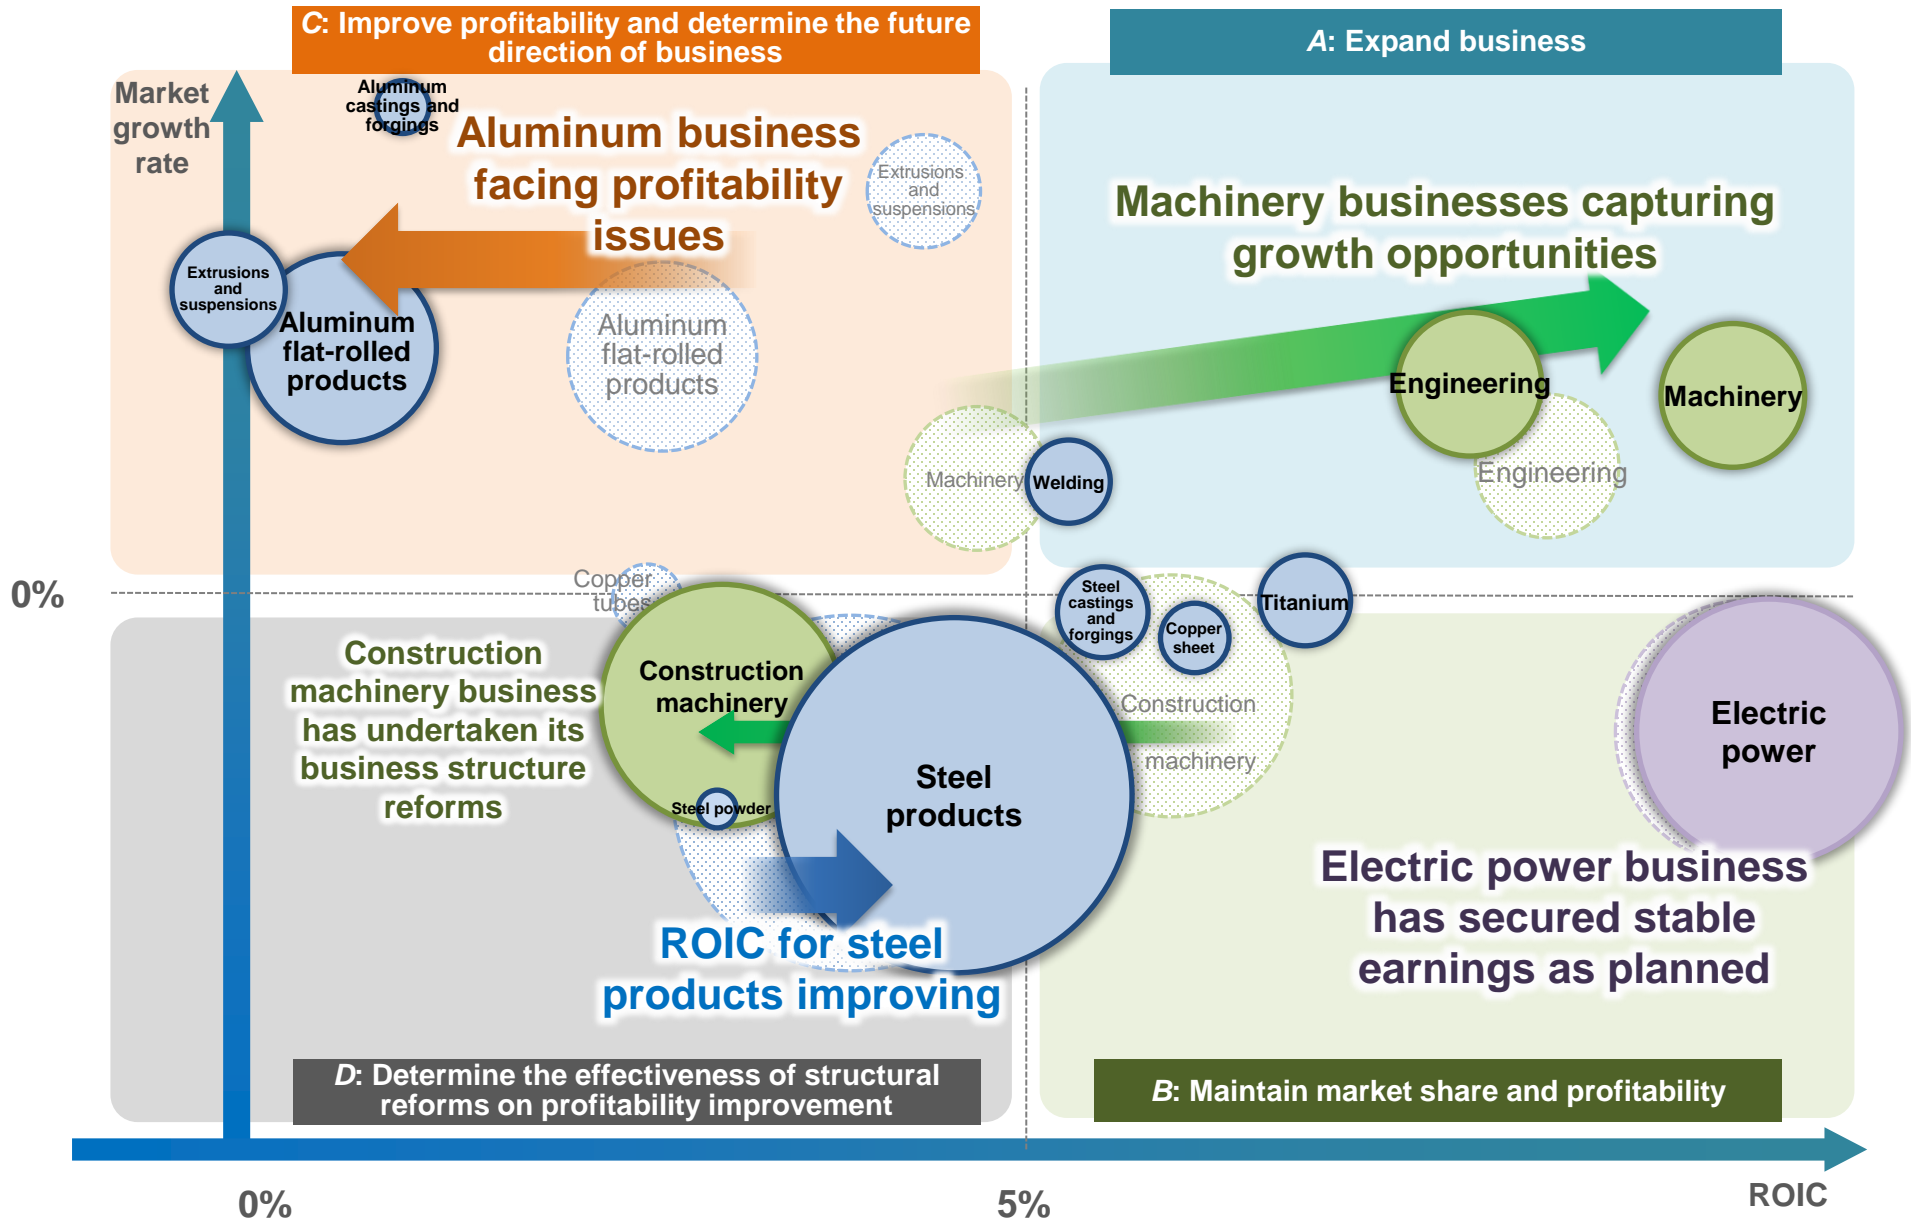 C: Improve profitability and determine the future
direction of business
A: Expand business
Market
growth
rate
Aluminum
castings and
forgings
Aluminum business
facing profitability
issues
Extrusions
and
suspensions
Machinery businesses capturing
growth opportunities
Extrusions
and
suspensions
Aluminum
flat-rolled
products
Aluminum
flat-rolled
products
Engineering
Machinery
Machinery
Welding
Engineering
0%
Copper
tubes
Steel
castings
and
forgings
Copper
sheet
Titanium
Construction
machinery business
has undertaken its
business structure
reforms
Construction
machinery
Construction
machinery
Steel powder
Steel
products
Electric
power
ROIC for steel
products improving
Electric power business
has secured stable
earnings as planned
D: Determine the effectiveness of structural
reforms on profitability improvement
B: Maintain market share and profitability
0%
5%
ROIC